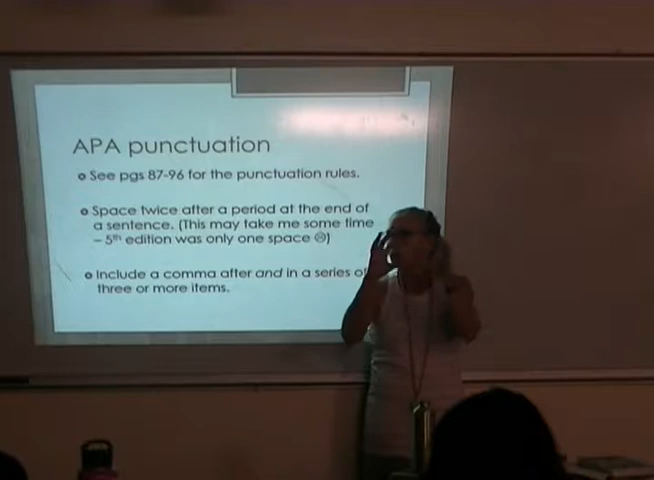 APA punctuation
See pgs 87-96 for the punctuation rules.
Space twice after a period at the end of
a sentence. (This may take me some time
– 5th edition was only one space ☹)
Include a comma after and in a series of
three or more items.